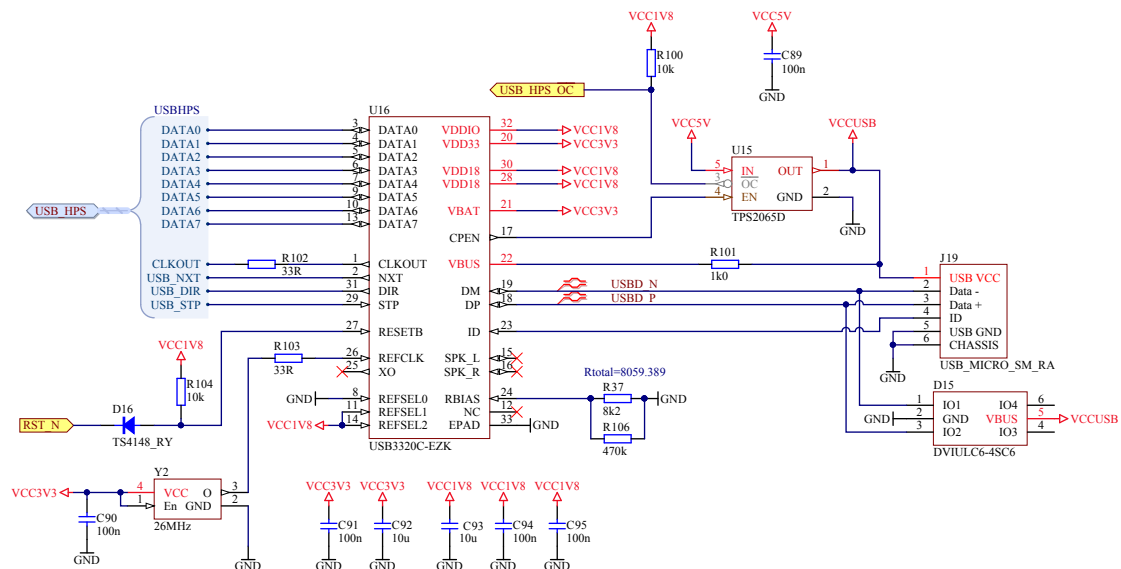 VCC1V8
VCC5V
R100
10k
C89
100n
GND
USB_HPS_OC
USBHPS
USB_HPS
DATA0
DATA1
DATA2
DATA3
DATA4
DATA5
DATA6
DATA7
CLKOUT
USB_NXT
USB_DIR
USB_STP
R102
33R
U16
3 DATA0
4 DATA1
5 DATA2
6 DATA3
7 DATA4
9 DATA5
10 DATA6
13 DATA7
1 CLKOUT
2 NXT
31 DIR
29 STP
27 RESETB
26 REFCLK
25 XO
8 REFSEL0
11 REFSEL1
14 REFSEL2
VDDIO 32 VCC1V8
VDD33 20 VCC3V3
VDD18 30 VCC1V8
VDD18 28 VCC1V8
VBAT 21 VCC3V3
CPEN 17
VBUS 22
DM 19
DP 18
ID 23
SPK_L 15
SPK_R 16
RBIAS 24
NC 12
EPAD 33 GND
USB3320C-EZK
VCC5V
VCCUSB
U15
5 IN
3 OC
4 EN
OUT 1
GND 2
TPS2065D
GND
R101
1k0
USBD_N
USBD_P
J19
1 USB VCC
2 Data -
3 Data +
4 ID
5 USB GND
6 CHASSIS
USB_MICRO_SM_RA
GND
Rtotal=8059.389
R37
8k2
GND
R106
470k
D15
1 IO1
2 GND
3 IO2
IO4 6
VBUS 5
IO3 4
GND
VCCUSB
DVIULC6-4SC6
VCC1V8
R104
10k
R103
33R
GND
VCC1V8
RST_N
D16
TS4148_RY
VCC3V3
Y2
4 VCC
1 En
O 3
GND 2
26MHz
C90
100n
GND
GND
VCC3V3
C91
100n
GND
VCC3V3
C92
10u
GND
VCC1V8
C93
10u
GND
VCC1V8
C94
100n
GND
VCC1V8
C95
100n
GND